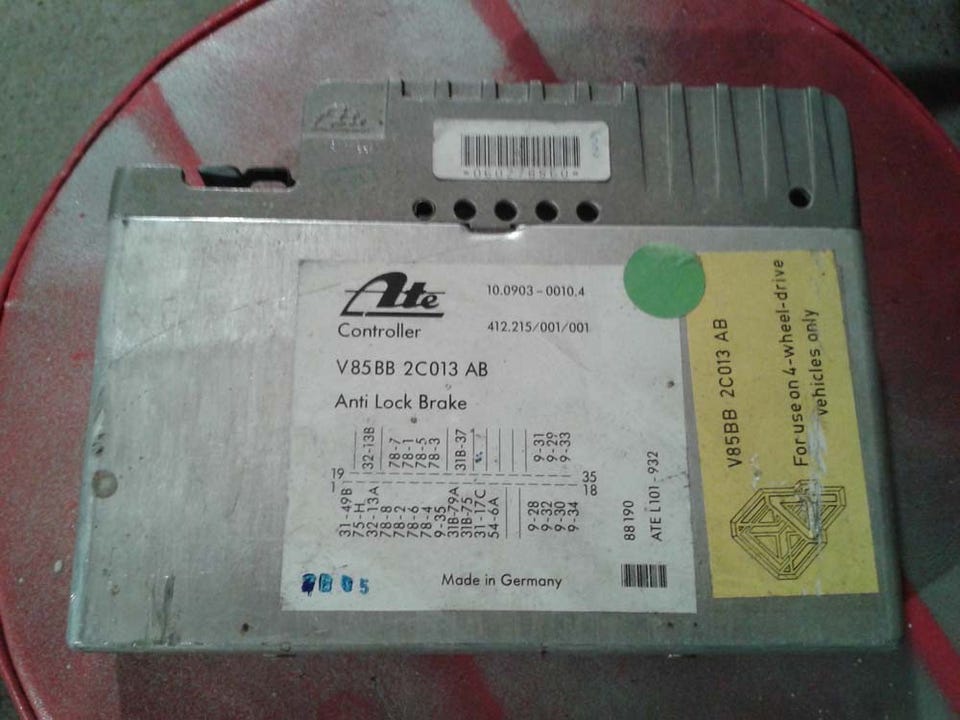 Ate
Ate
10.0903-0010.4
Controller
412.215/001/001
V85BB 2C013 AB
Anti Lock Brake
32-13B
78-7
78-1
78-5
78-3
31B-37
9-31
9-29
9-33
19
35
1
18
31-49B
75-H
32-13A
78-8
78-2
78-6
78-4
9-35
31B-79A
31B-75
31-17C
54-6A
9-28
9-32
9-30
9-34
88190
ATE L101-932
Made in Germany
5
V85BB 2C013 AB
For use on 4-wheel-drive
vehicles only